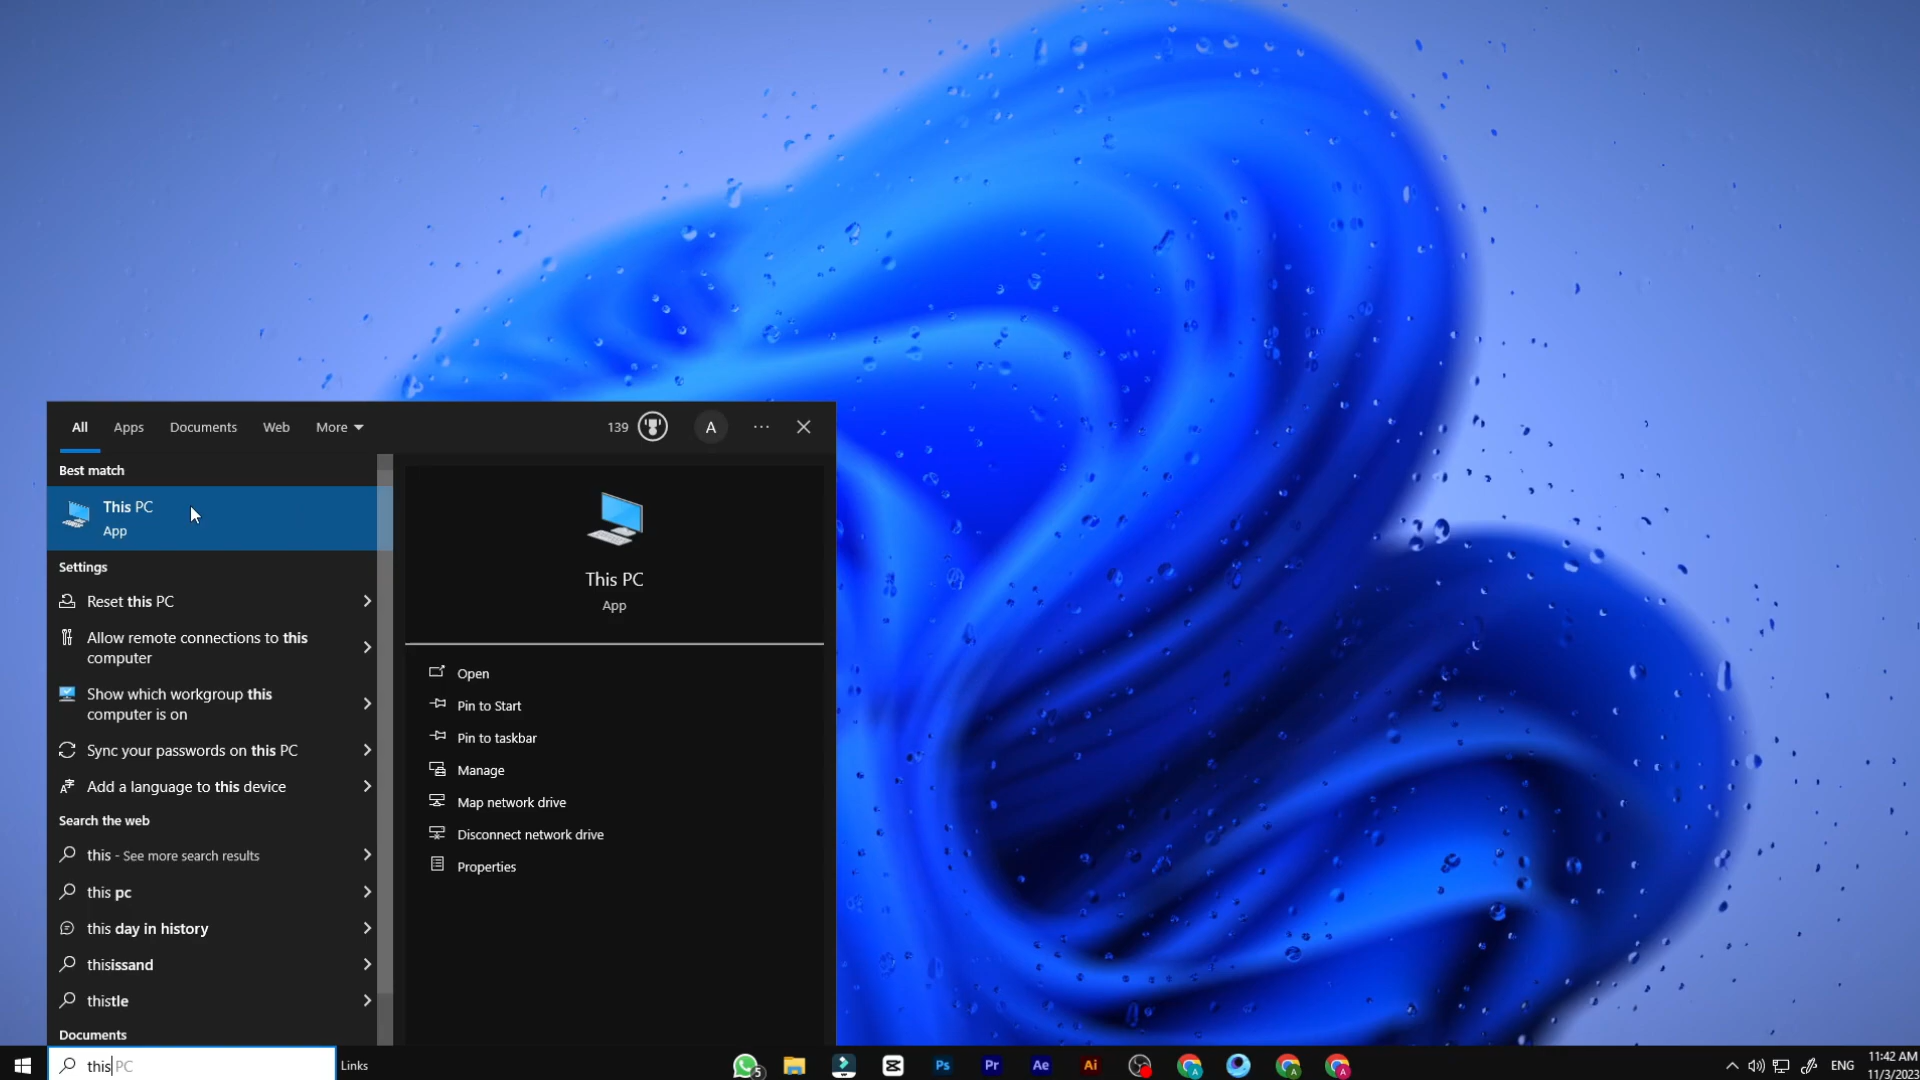 All Apps Documents Web More 139 A ··· 
Best match
This PC
App
Settings
Reset this PC
Allow remote connections to this
computer
Show which workgroup this
computer is on
Sync your passwords on this PC
Add a language to this device
Search the web
this - See more search results
this pc
this day in history
thisissand
thistle
Documents
This PC
App
Open
Pin to Start
Pin to taskbar
Manage
Map network drive
Disconnect network drive
Properties
this PC
Links
5
Ps
Pr
Ae
Ai
A
A
A
ENG
11:42 AM
11/3/2023